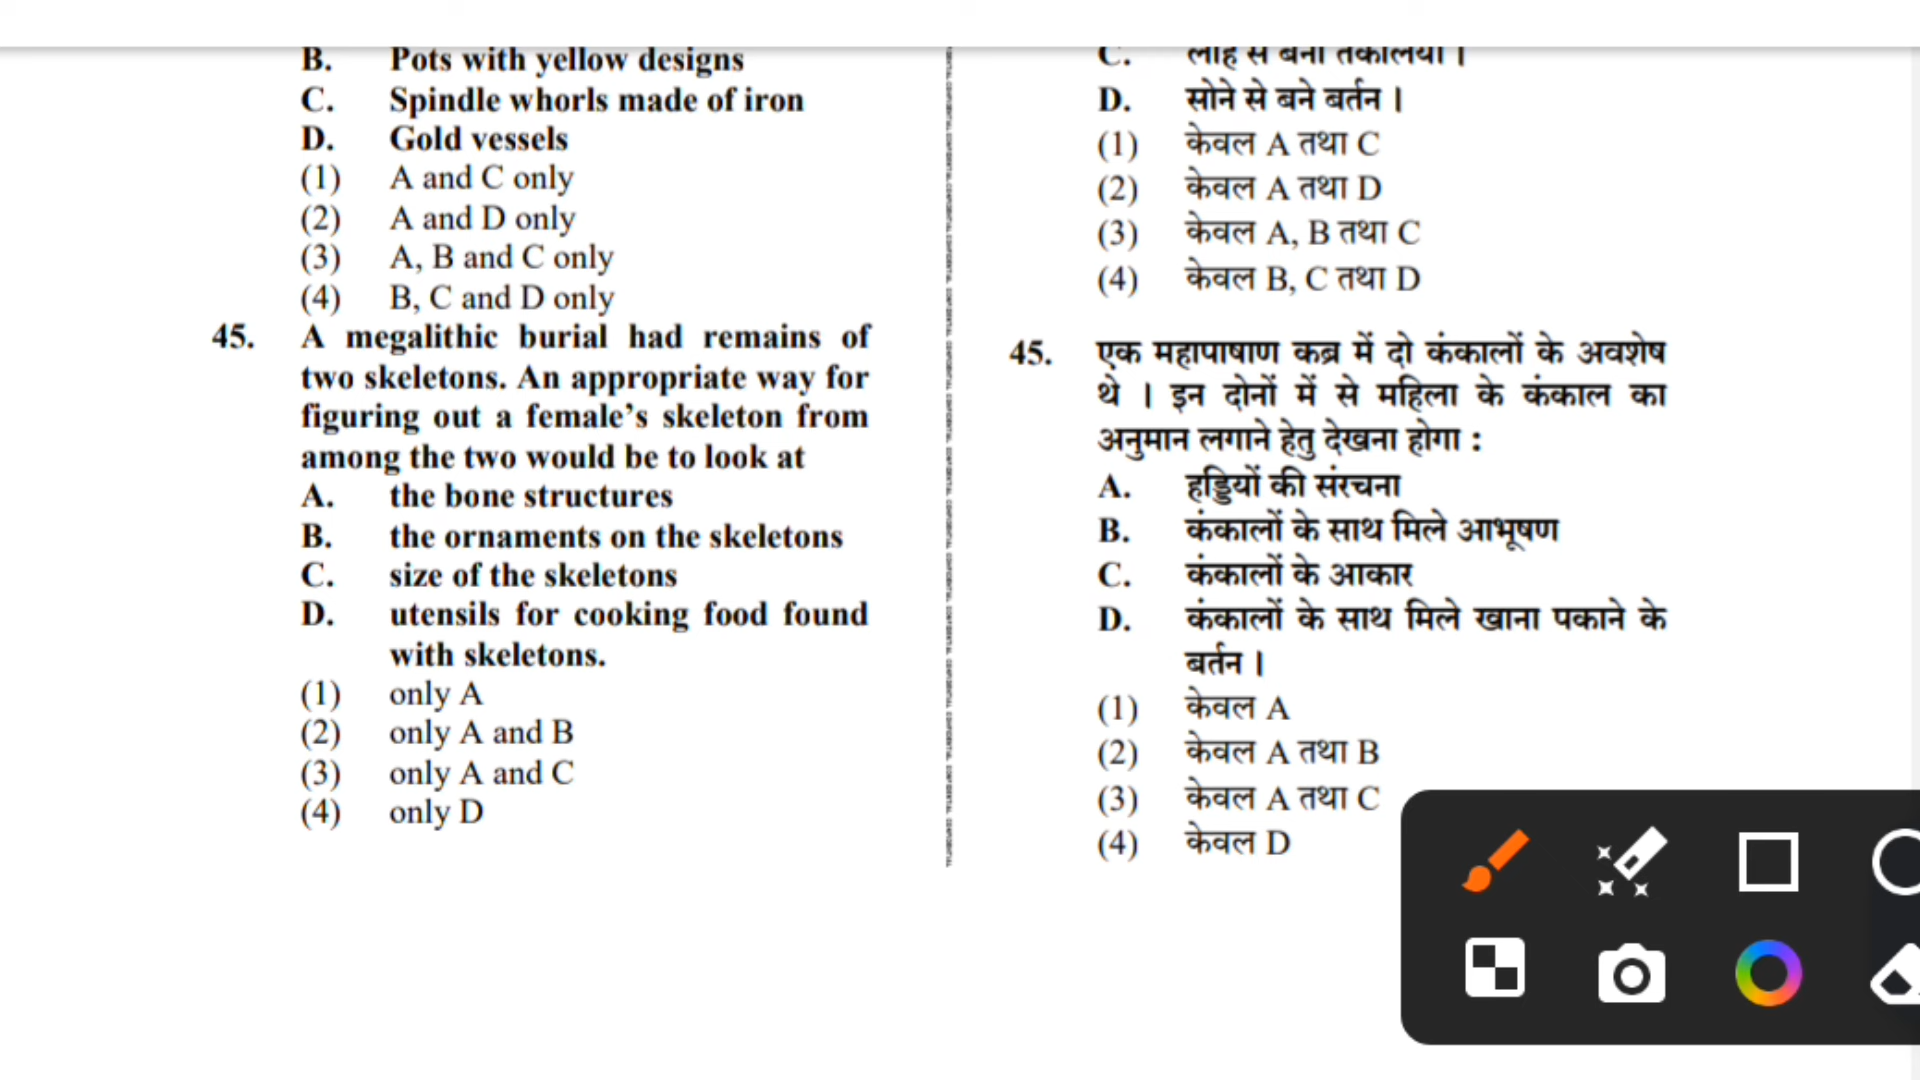 B. Pots with yellow designs
C. Spindle whorls made of iron
D. Gold vessels
(1) A and C only
(2) A and D only
(3) A, B and C only
(4) B, C and D only
45. A megalithic burial had remains of
two skeletons. An appropriate way for
figuring out a female's skeleton from
among the two would be to look at
A. the bone structures
B. the ornaments on the skeletons
C. size of the skeletons
D. utensils for cooking food found
with skeletons.
(1) only A
(2) only A and B
(3) only A and C
(4) only D
C. लोहे से बनी तकलियाँ ।
D. सोने से बने बर्तन ।
(1) केवल A तथा C
(2) केवल A तथा D
(3) केवल A, B तथा C
(4) केवल B, C तथा D
45. एक महापाषाण कब्र में दो कंकालों के अवशेष
थे । इन दोनों में से महिला के कंकाल का
अनुमान लगाने हेतु देखना होगा :
A. हड्डियों की संरचना
B. कंकालों के साथ मिले आभूषण
C. कंकालों के आकार
D. कंकालों के साथ मिले खाना पकाने के
बर्तन ।
(1) केवल A
(2) केवल A तथा B
(3) केवल A तथा C
(4) केवल D